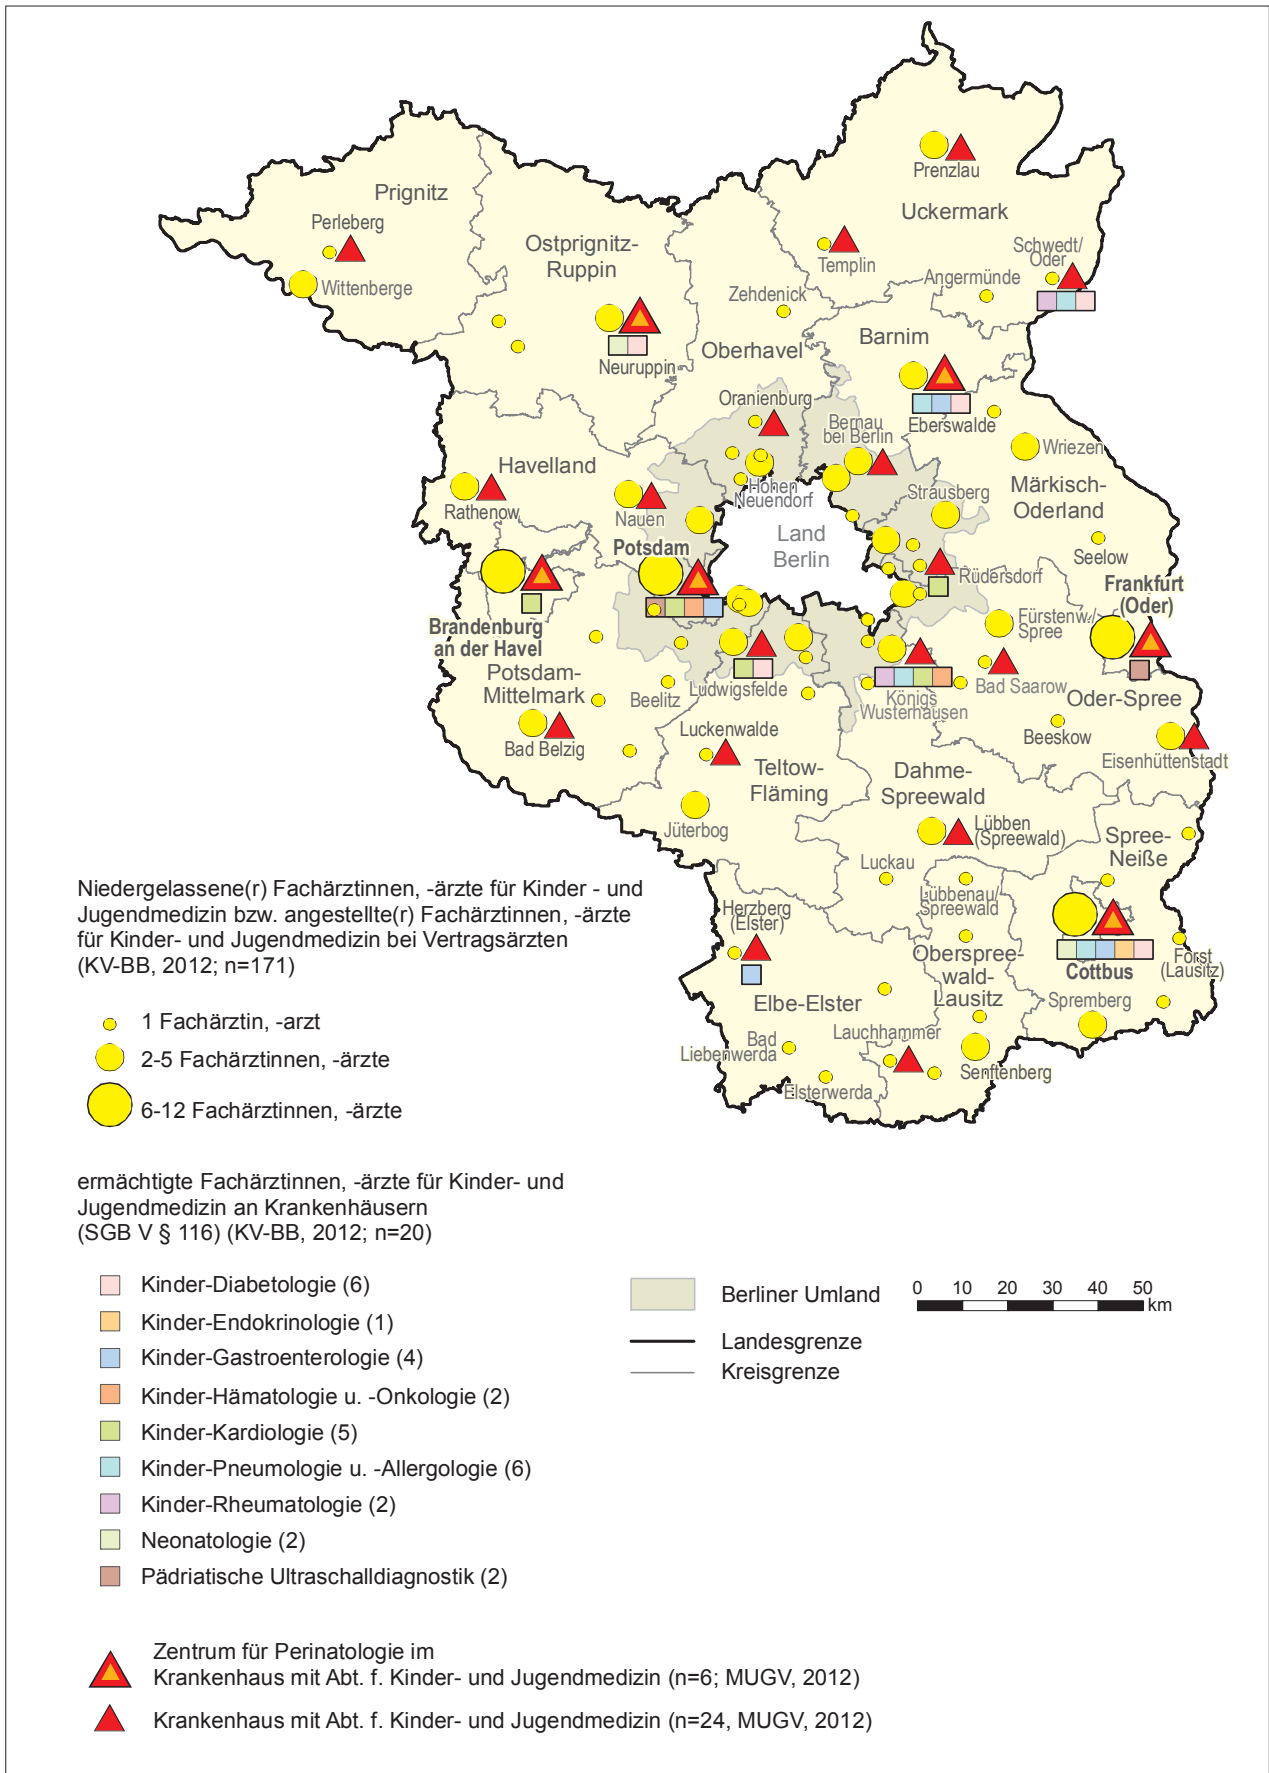 Prenzlau
Prignitz
Uckermark
Perleberg
Ostprignitz-
Ruppin
Schwedt/
Oder
Templin
Angermünde
Wittenberge
Zehdenick
Barnim
Oberhavel
Neuruppin
Oranienburg
Bernau
bei Berlin
Eberswalde
Wriezen
Havelland
Hohen
Neuendorf
Strausberg
Märkisch-
Oderland
Rathenow
Nauen
Land
Berlin
Potsdam
Seelow
Rüdersdorf
Frankfurt
(Oder)
Fürstenw./
Spree
Brandenburg
an der Havel
Potsdam-
Mittelmark
Beelitz
Ludwigsfelde
Königs
Wusterhausen
Bad Saarow
Oder-Spree
Bad Belzig
Luckenwalde
Beeskow
Eisenhüttenstadt
Teltow-
Fläming
Dahme-
Spreewald
Jüterbog
Lübben
(Spreewald)
Spree-
Neiße
Luckau
Lübbenau/
Spreewald
Herzberg
(Elster)
Oberspree-
wald-
Lausitz
Cottbus
Forst
(Lausitz)
Elbe-Elster
Spremberg
Bad
Liebenwerda
Lauchhammer
Senftenberg
Elsterwerda
Niedergelassene(r) Fachärztinnen, -ärzte für Kinder - und
Jugendmedizin bzw. angestellte(r) Fachärztinnen, -ärzte
für Kinder- und Jugendmedizin bei Vertragsärzten
(KV-BB, 2012; n=171)
1 Fachärztin, -arzt
2-5 Fachärztinnen, -ärzte
6-12 Fachärztinnen, -ärzte
ermächtigte Fachärztinnen, -ärzte für Kinder- und
Jugendmedizin an Krankenhäusern
(SGB V § 116) (KV-BB, 2012; n=20)
Kinder-Diabetologie (6)
Kinder-Endokrinologie (1)
Kinder-Gastroenterologie (4)
Kinder-Hämatologie u. -Onkologie (2)
Kinder-Kardiologie (5)
Kinder-Pneumologie u. -Allergologie (6)
Kinder-Rheumatologie (2)
Neonatologie (2)
Pädriatische Ultraschalldiagnostik (2)
Berliner Umland
0 10 20 30 40 50
km
Landesgrenze
Kreisgrenze
Zentrum für Perinatologie im
Krankenhaus mit Abt. f. Kinder- und Jugendmedizin (n=6; MUGV, 2012)
Krankenhaus mit Abt. f. Kinder- und Jugendmedizin (n=24, MUGV, 2012)